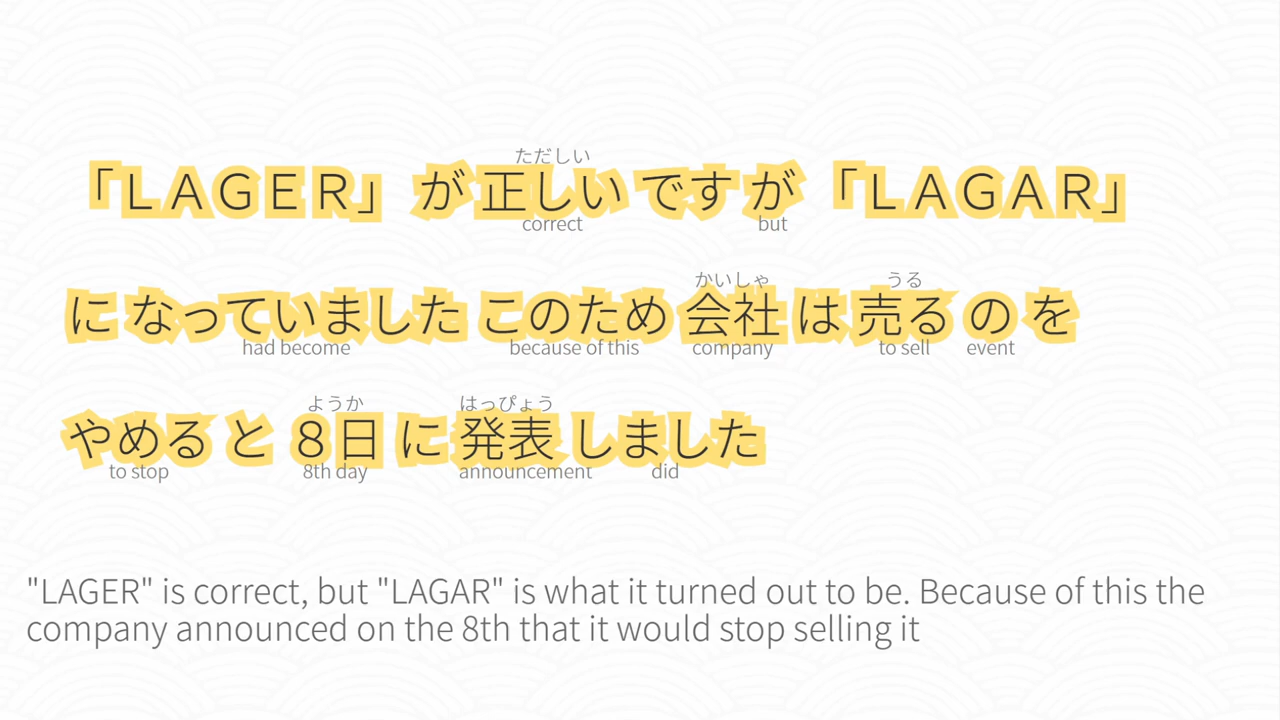 ただしい
「ＬＡＧＥＲ」 が 正しい です が 「ＬＡＧＡＲ」
correct but
かいしゃ うる
に なっていました このため 会社 は 売る の を
had become because of this company to sell event
ようか はっぴょう
やめる と ８日 に 発表 しました
to stop 8th day announcement did
"LAGER" is correct, but "LAGAR" is what it turned out to be. Because of this the
company announced on the 8th that it would stop selling it